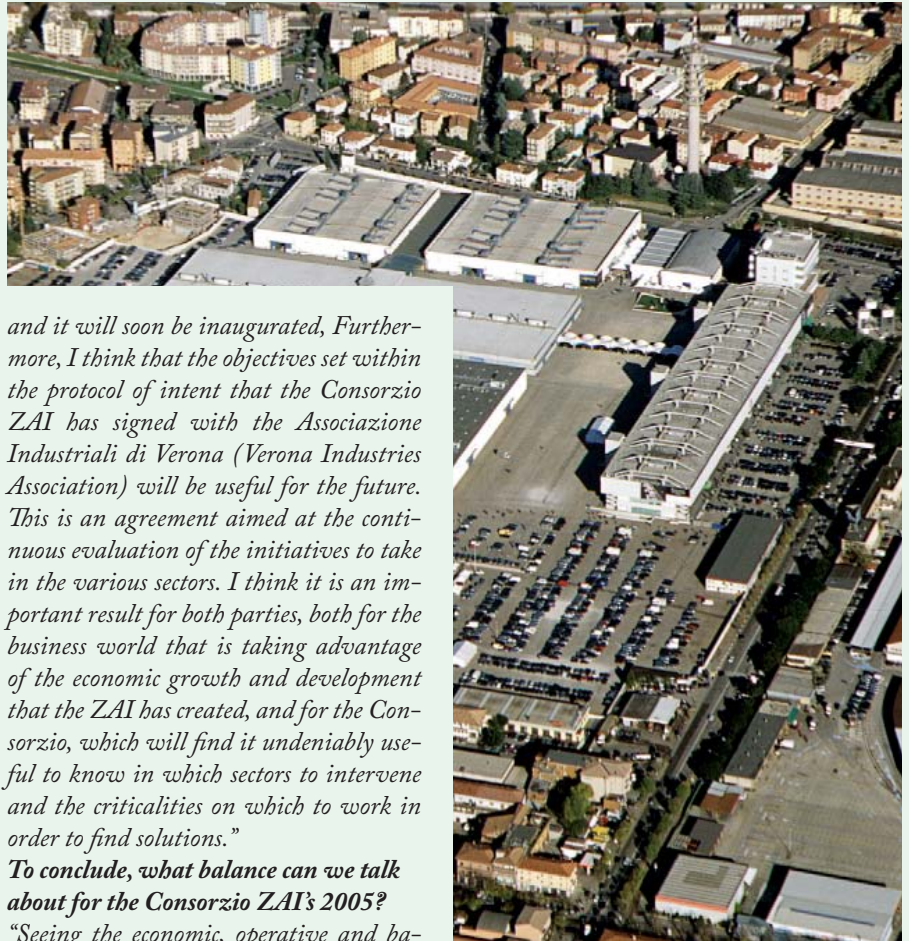 and it will soon be inaugurated, Further-
more, I think that the objectives set within
the protocol of intent that the Consorzio
ZAI has signed with the Associazione
Industriali di Verona (Verona Industries
Association) will be useful for the future.
This is an agreement aimed at the conti-
nuous evaluation of the initiatives to take
in the various sectors. I think it is an im-
portant result for both parties, both for the
business world that is taking advantage
of the economic growth and development
that the ZAI has created, and for the Con-
sorzio, which will find it undeniably use-
ful to know in which sectors to intervene
and the criticalities on which to work in
order to find solutions.”
To conclude, what balance can we talk
about for the Consorzio ZAI’s 2005?
“Seeing the economic, operative and ba-